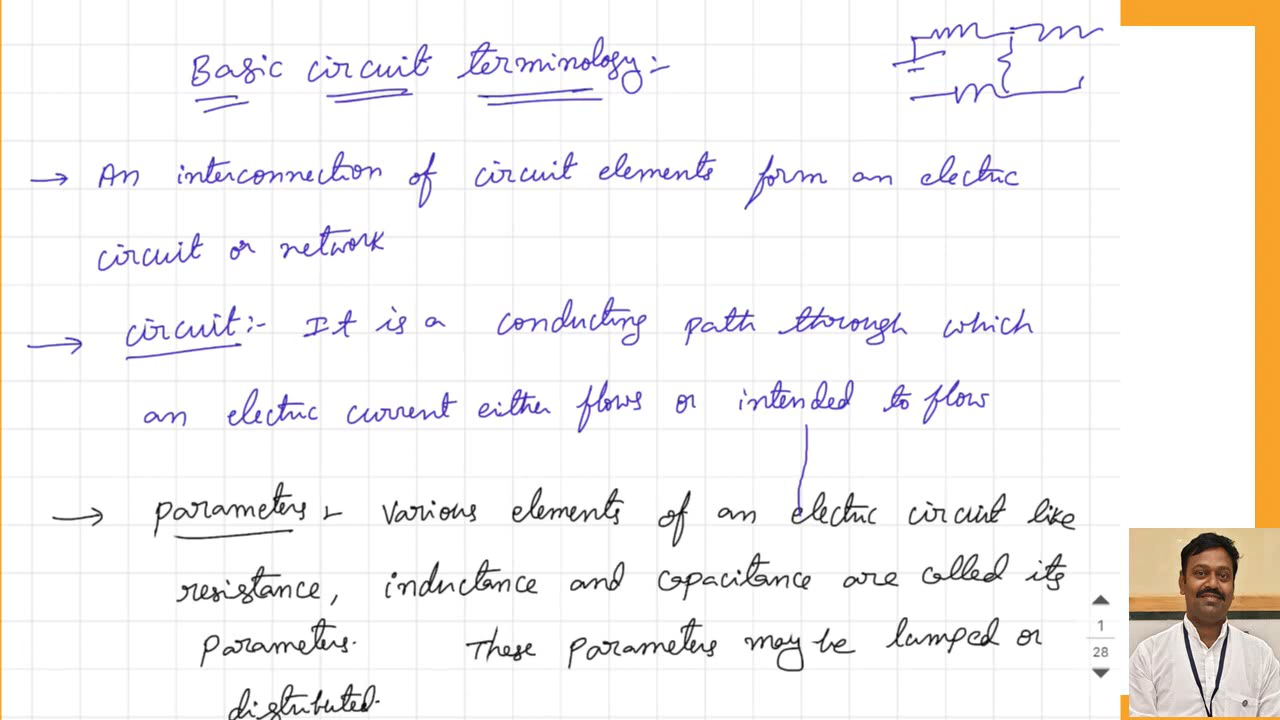 Basic circuit terminology:-
→ An interconnection of circuit elements form an electric
circuit or network
→ circuit:- It is a conducting path through which
an electric current either flows or intended to flow
→ parameters:- various elements of an electric circuit like
resistance, inductance and capacitance are called its
parameters. These parameters may be lumped or
distributed.
1
28